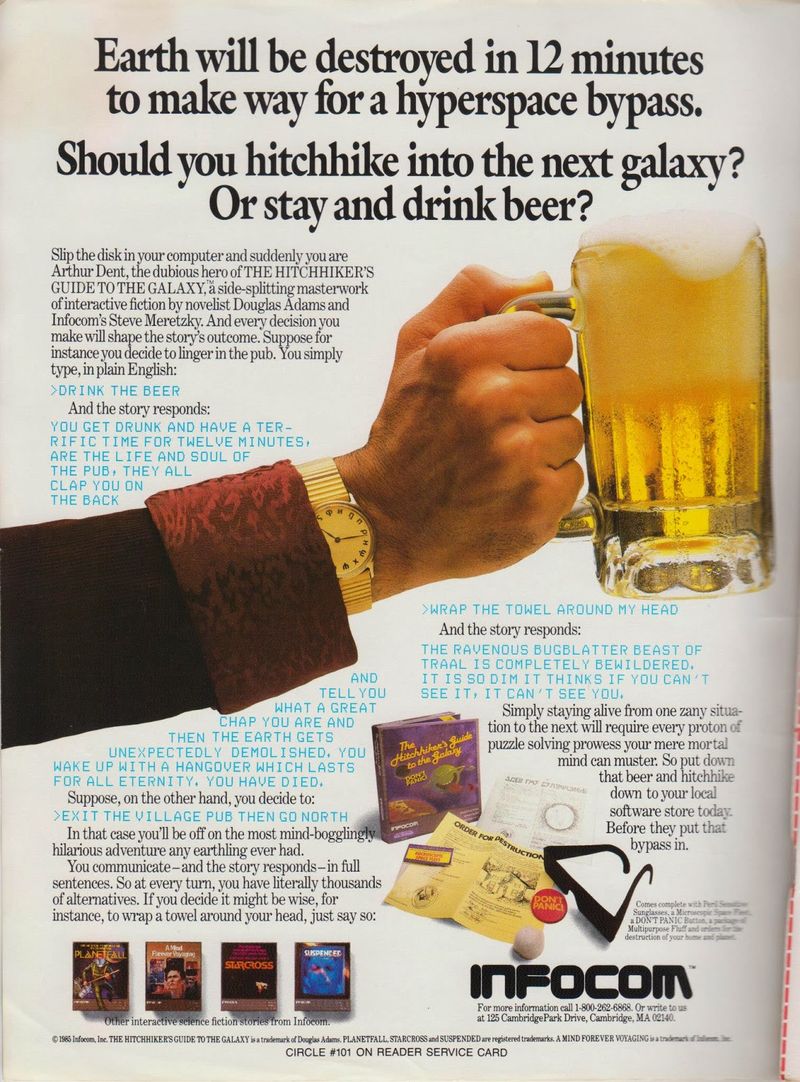 Earth will be destroyed in 12 minutes
to make way for a hyperspace bypass.
Should you hitchhike into the next galaxy?
Or stay and drink beer?
Slip the disk in your computer and suddenly you are
Arthur Dent, the dubious hero of THE HITCHHIKER'S
GUIDE TO THE GALAXY,™ a side-splitting masterwork
of interactive fiction by novelist Douglas Adams and
Infocom's Steve Meretzky. And every decision you
make will shape the story's outcome. Suppose for
instance you decide to linger in the pub. You simply
type, in plain English:
>DRINK THE BEER
And the story responds:
YOU GET DRUNK AND HAVE A TER-
RIFIC TIME FOR TWELVE MINUTES,
ARE THE LIFE AND SOUL OF
THE PUB, THEY ALL
CLAP YOU ON
THE BACK
AND
TELL YOU
WHAT A GREAT
CHAP YOU ARE AND
THEN THE EARTH GETS
UNEXPECTEDLY DEMOLISHED. YOU
WAKE UP WITH A HANGOVER WHICH LASTS
FOR ALL ETERNITY. YOU HAVE DIED.
Suppose, on the other hand, you decide to:
>EXIT THE VILLAGE PUB THEN GO NORTH
In that case you'll be off on the most mind-bogglingly
hilarious adventure any earthling ever had.
You communicate–and the story responds–in full
sentences. So at every turn, you have literally thousands
of alternatives. If you decide it might be wise, for
instance, to wrap a towel around your head, just say so:
>WRAP THE TOWEL AROUND MY HEAD
And the story responds:
THE RAVENOUS BUGBLATTER BEAST OF
TRAAL IS COMPLETELY BEWILDERED.
IT IS SO DIM IT THINKS IF YOU CAN'T
SEE IT, IT CAN'T SEE YOU.
Simply staying alive from one zany situa-
tion to the next will require every proton of
puzzle solving prowess your mere mortal
mind can muster. So put down
that beer and hitchhike
down to your local
software store today.
Before they put that
bypass in.
The
Hitchhiker's Guide
to the Galaxy
DON'T
PANIC!
INFOCOM
ORDER FOR DESTRUCTION
DON'T
PANIC!
Comes complete with Peril Sensitive
Sunglasses, a Microscopic Space Fleet,
a DON'T PANIC Button, a package of
Multipurpose Fluff and orders for the
destruction of your home and planet.
PLANETFALL
A Mind
Forever Voyaging
STARCROSS
SUSPENDED
Other interactive science fiction stories from Infocom.
INFOCOM™
For more information call 1-800-262-6868. Or write to us
at 125 CambridgePark Drive, Cambridge, MA 02140.
© 1985 Infocom, Inc. THE HITCHHIKER'S GUIDE TO THE GALAXY is a trademark of Douglas Adams. PLANETFALL, STARCROSS and SUSPENDED are registered trademarks. A MIND FOREVER VOYAGING is a trademark of Infocom, Inc.
CIRCLE #101 ON READER SERVICE CARD